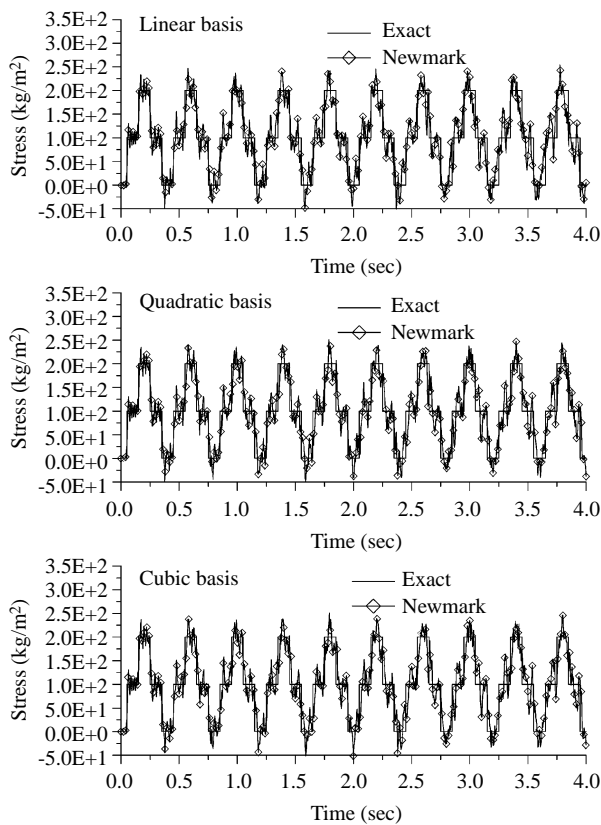 Linear basis
Exact
Newmark
Stress (kg/m²)
3.5E+2
3.0E+2
2.5E+2
2.0E+2
1.5E+2
1.0E+2
5.0E+1
0.0E+0
-5.0E+1
0.0 0.5 1.0 1.5 2.0 2.5 3.0 3.5 4.0
Time (sec)
Quadratic basis
Exact
Newmark
Stress (kg/m²)
3.5E+2
3.0E+2
2.5E+2
2.0E+2
1.5E+2
1.0E+2
5.0E+1
0.0E+0
-5.0E+1
0.0 0.5 1.0 1.5 2.0 2.5 3.0 3.5 4.0
Time (sec)
Cubic basis
Exact
Newmark
Stress (kg/m²)
3.5E+2
3.0E+2
2.5E+2
2.0E+2
1.5E+2
1.0E+2
5.0E+1
0.0E+0
-5.0E+1
0.0 0.5 1.0 1.5 2.0 2.5 3.0 3.5 4.0
Time (sec)